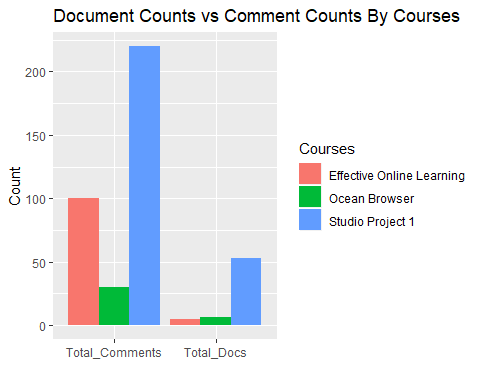 Document Counts vs Comment Counts By Courses
200
150
100
50
0
Count
Total_Comments
Total_Docs
Courses
Effective Online Learning
Ocean Browser
Studio Project 1